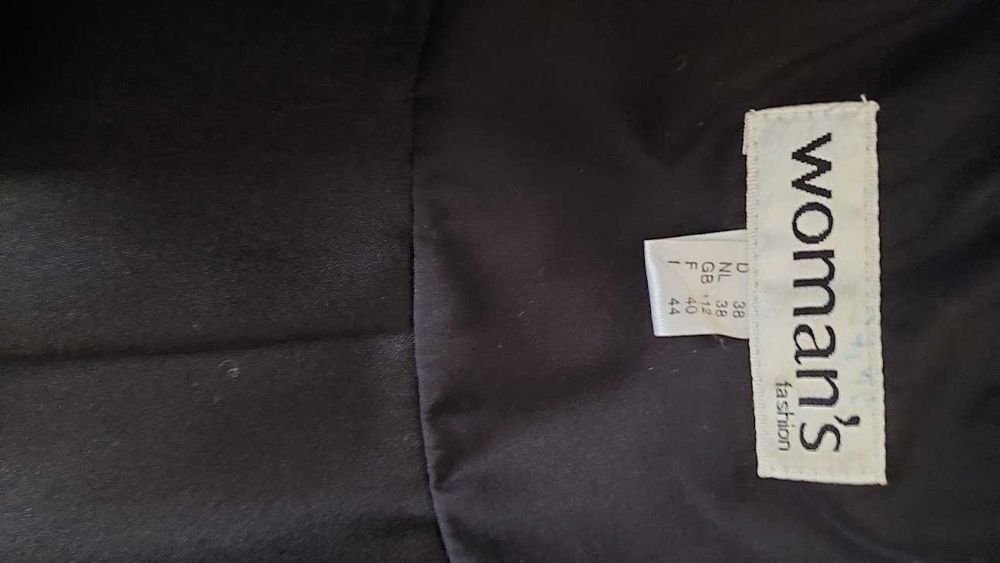 woman's
fashion
D 38
NL 38
GB 12
F 40
I 44